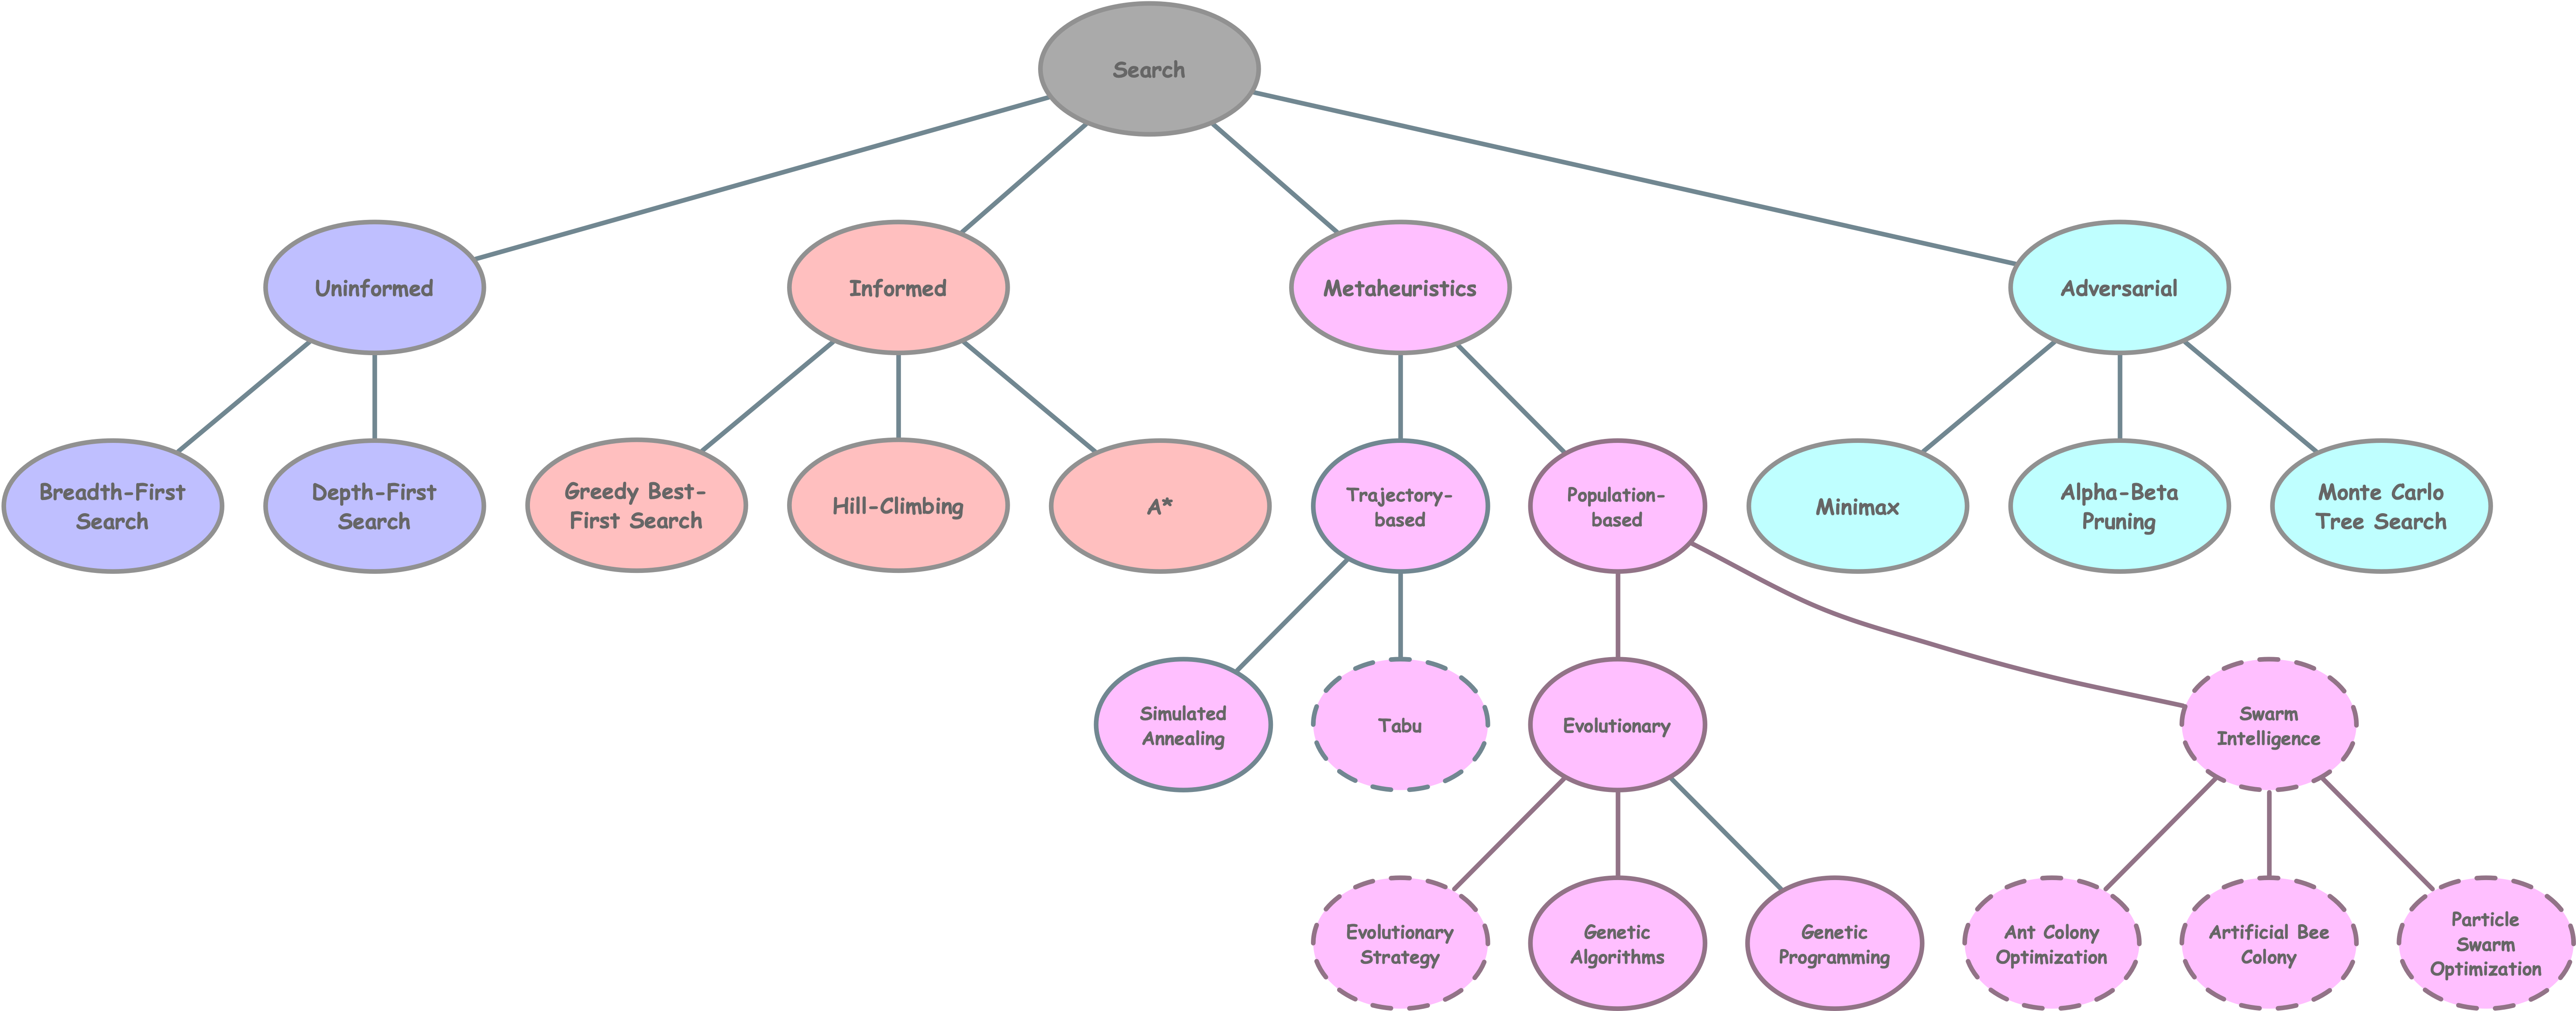 Search
Uninformed
Informed
Metaheuristics
Adversarial
Breadth-First
Search
Depth-First
Search
Greedy Best-
First Search
Hill-Climbing
A*
Trajectory-
based
Population-
based
Minimax
Alpha-Beta
Pruning
Monte Carlo
Tree Search
Simulated
Annealing
Tabu
Evolutionary
Swarm
Intelligence
Evolutionary
Strategy
Genetic
Algorithms
Genetic
Programming
Ant Colony
Optimization
Artificial Bee
Colony
Particle
Swarm
Optimization